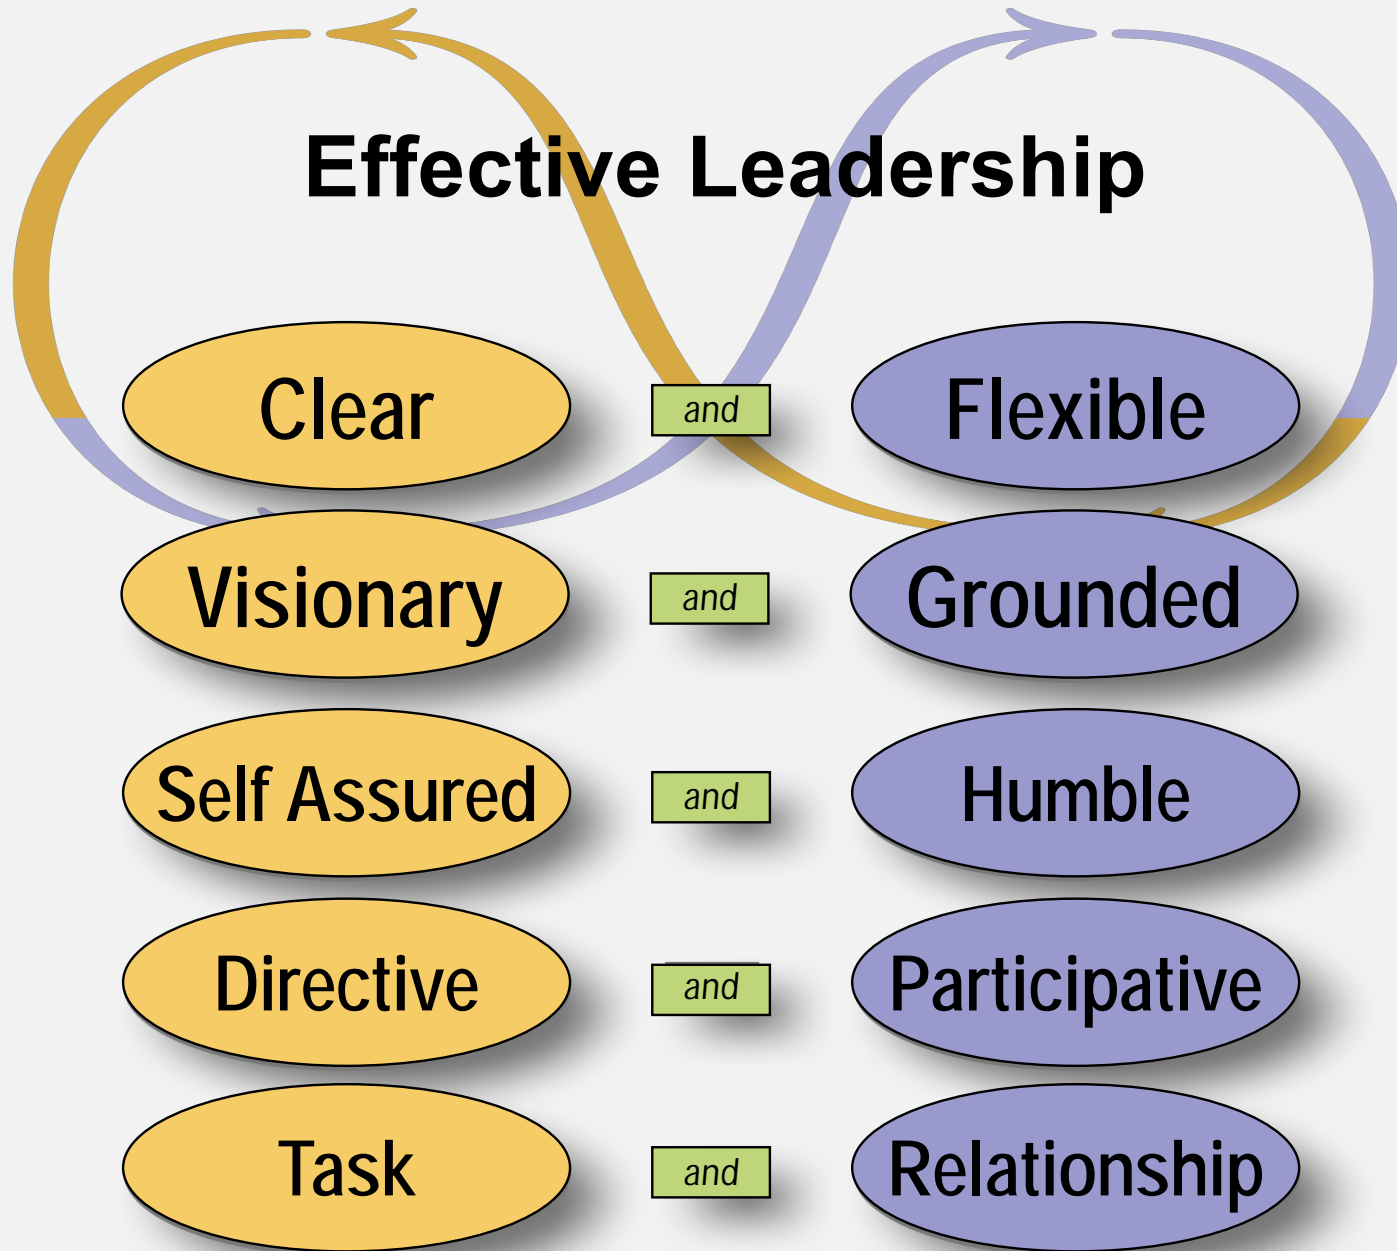 Effective Leadership
Clear and Flexible
Visionary and Grounded
Self Assured and Humble
Directive and Participative
Task and Relationship